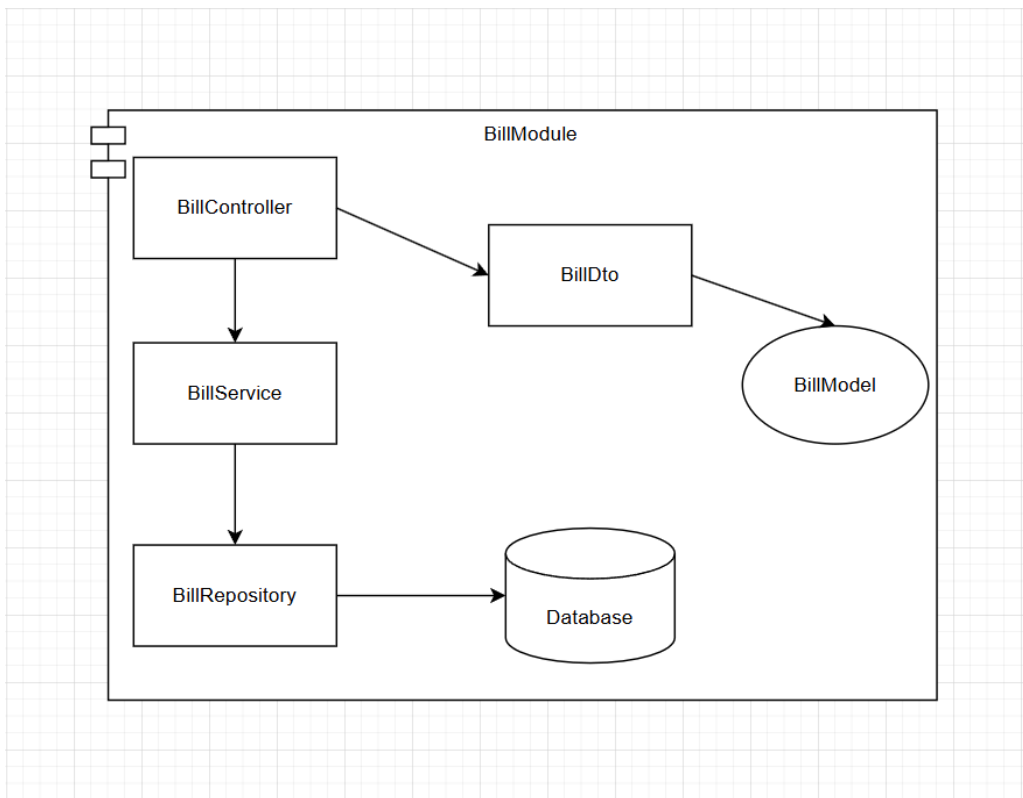 BillModule
BillController
BillDto
BillModel
BillService
BillRepository
Database